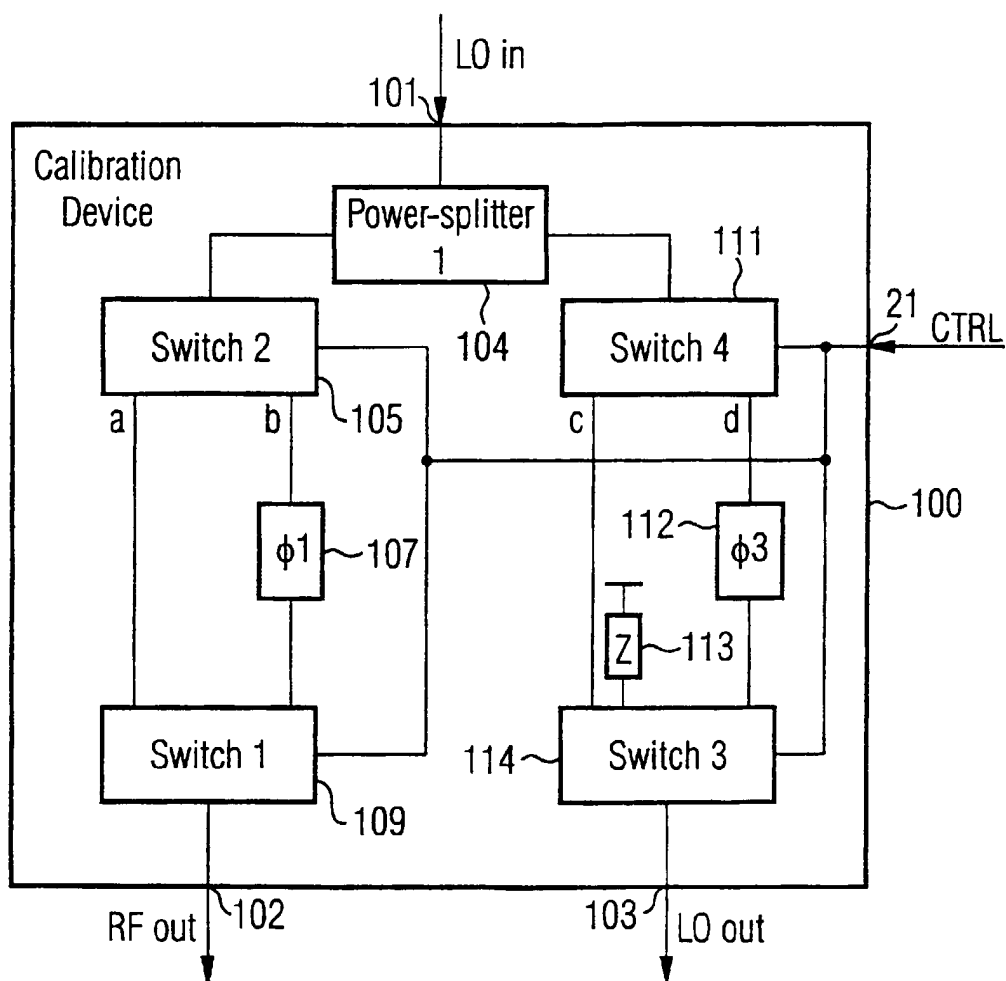 LO in
101
Calibration
Device
Power-splitter
1
104
111
21
CTRL
Switch 2
105
Switch 4
a
b
c
d
100
ϕ1
107
112
ϕ3
Z
113
Switch 1
109
114
Switch 3
102
RF out
103
LO out